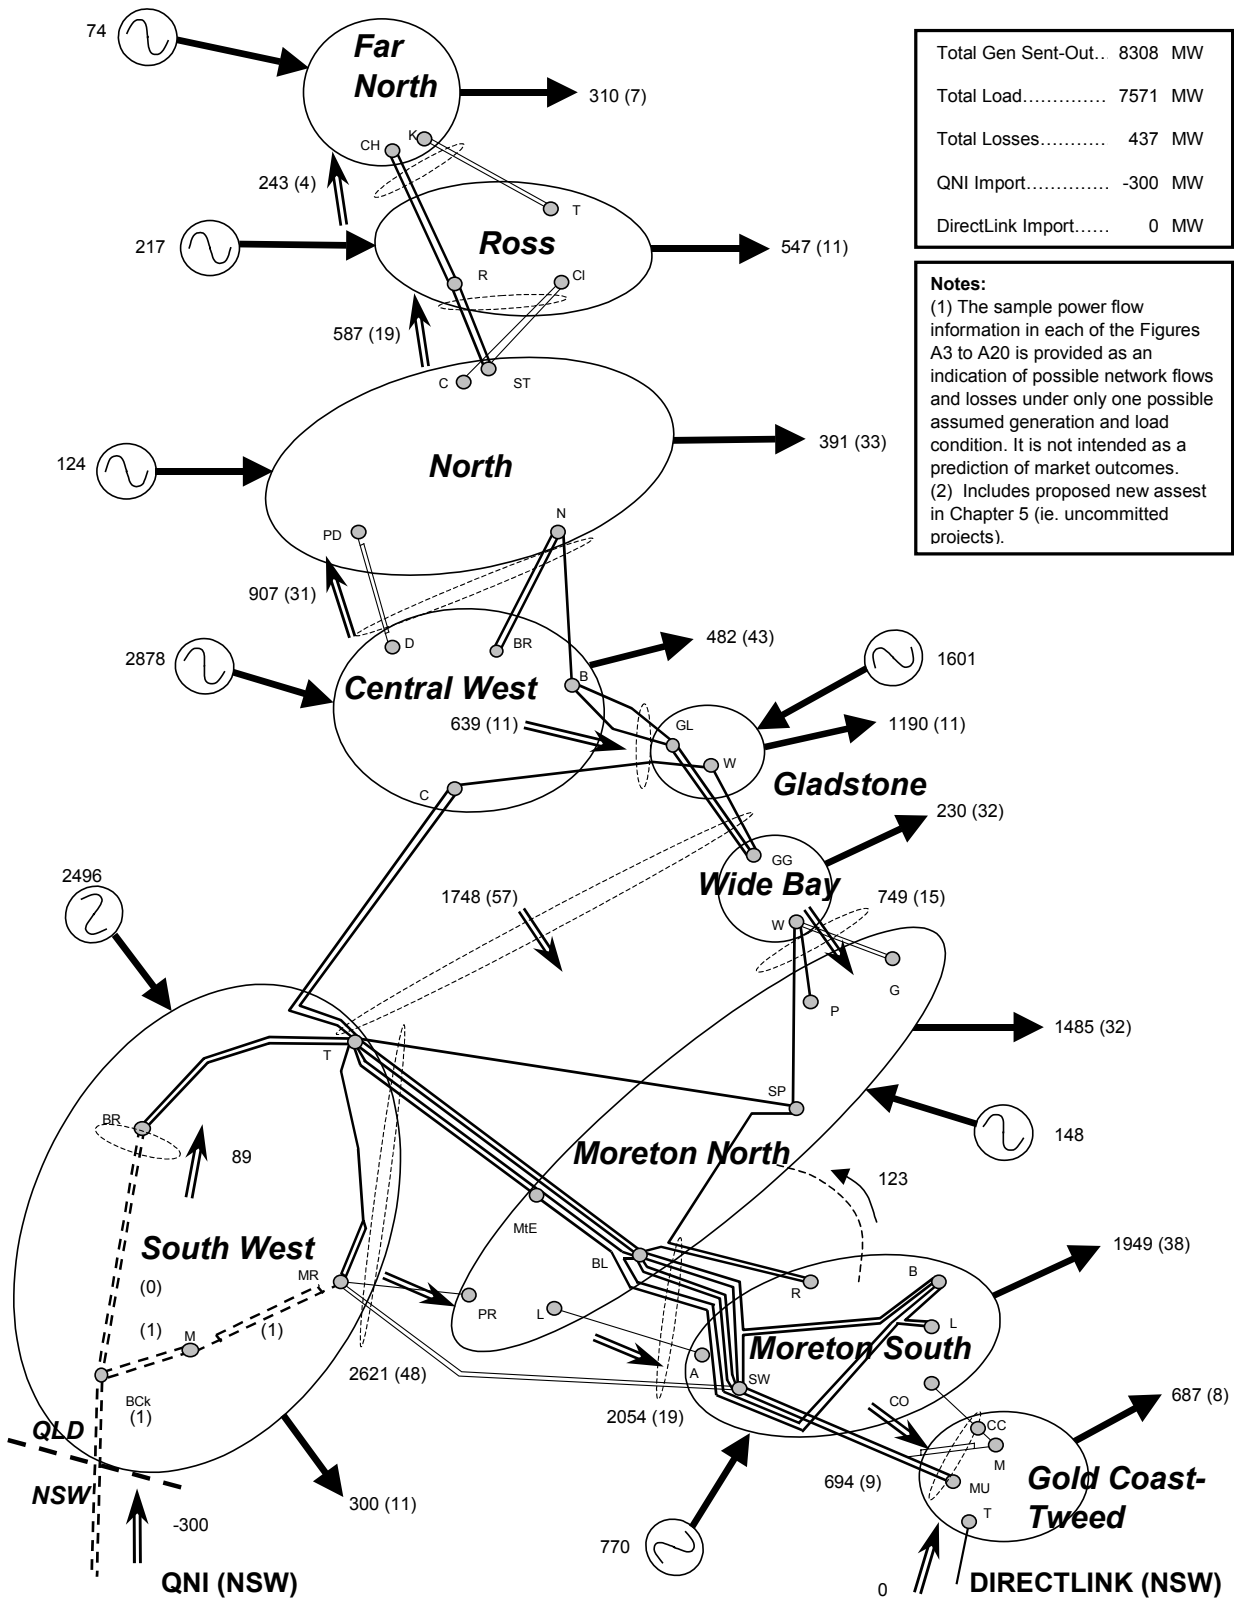 74
Far
North
310 (7)
CH
K
243 (4)
T
217
Ross
547 (11)
R
CI
587 (19)
C
ST
124
North
391 (33)
PD
N
907 (31)
D
BR
2878
482 (43)
1601
Central West
B
639 (11)
GL
1190 (11)
W
C
Gladstone
230 (32)
GG
2496
Wide Bay
1748 (57)
749 (15)
W
G
P
1485 (32)
T
BR
SP
148
89
Moreton North
123
MtE
South West
1949 (38)
(0)
MR
BL
B
R
PR
L
(1)
M
(1)
L
Moreton South
A
2621 (48)
SW
BCk
(1)
CO
687 (8)
2054 (19)
QLD
CC
M
NSW
694 (9)
MU
Gold Coast-
Tweed
300 (11)
T
-300
770
QNI (NSW)
0
DIRECTLINK (NSW)
Total Gen Sent-Out.. 8308 MW
Total Load.............. 7571 MW
Total Losses............ 437 MW
QNI Import.............. -300 MW
DirectLink Import...... 0 MW
Notes:
(1) The sample power flow
information in each of the Figures
A3 to A20 is provided as an
indication of possible network flows
and losses under only one possible
assumed generation and load
condition. It is not intended as a
prediction of market outcomes.
(2) Includes proposed new assest
in Chapter 5 (ie. uncommitted
projects).